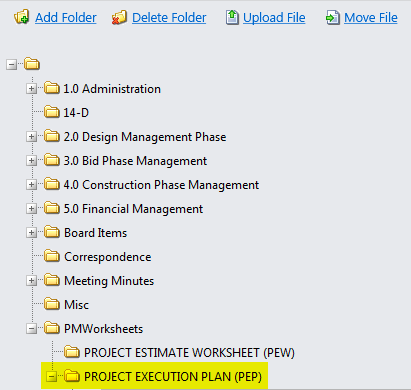 Add Folder Delete Folder Upload File Move File
1.0 Administration
14-D
2.0 Design Management Phase
3.0 Bid Phase Management
4.0 Construction Phase Management
5.0 Financial Management
Board Items
Correspondence
Meeting Minutes
Misc
PMWorksheets
PROJECT ESTIMATE WORKSHEET (PEW)
PROJECT EXECUTION PLAN (PEP)